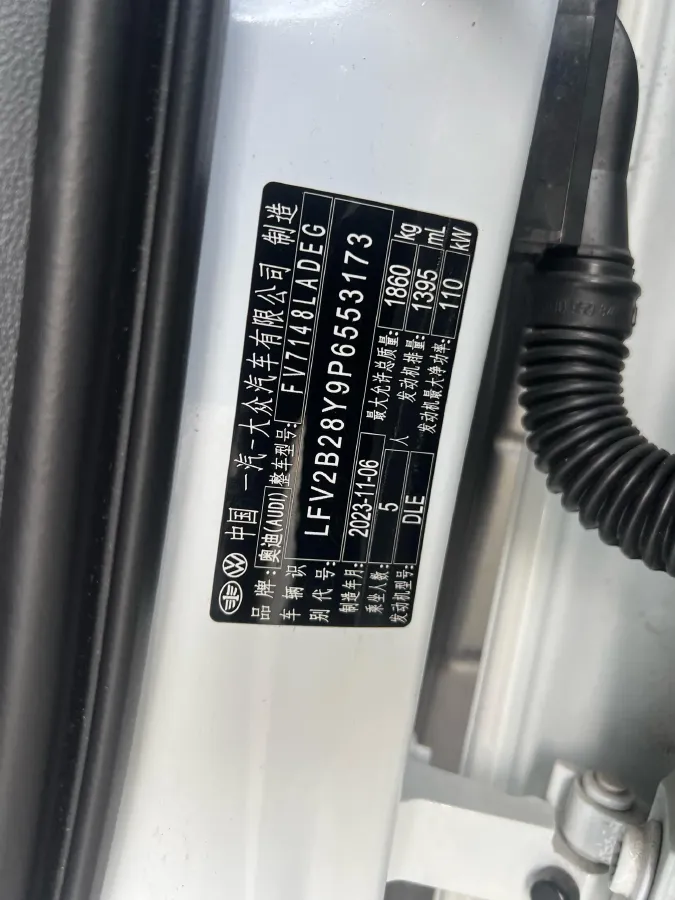 中国 一汽-大众汽车有限公司 制造
品牌:奥迪(AUDI) 整车型号:FV7148LADEG
车辆识别代号:LFV2B28Y9P6553173
制造年月:2023-11-06 最大允许总质量:1860 kg
乘坐人数:5 人 发动机排量:1395 mL
发动机型号:DLE 发动机最大净功率:110 kW